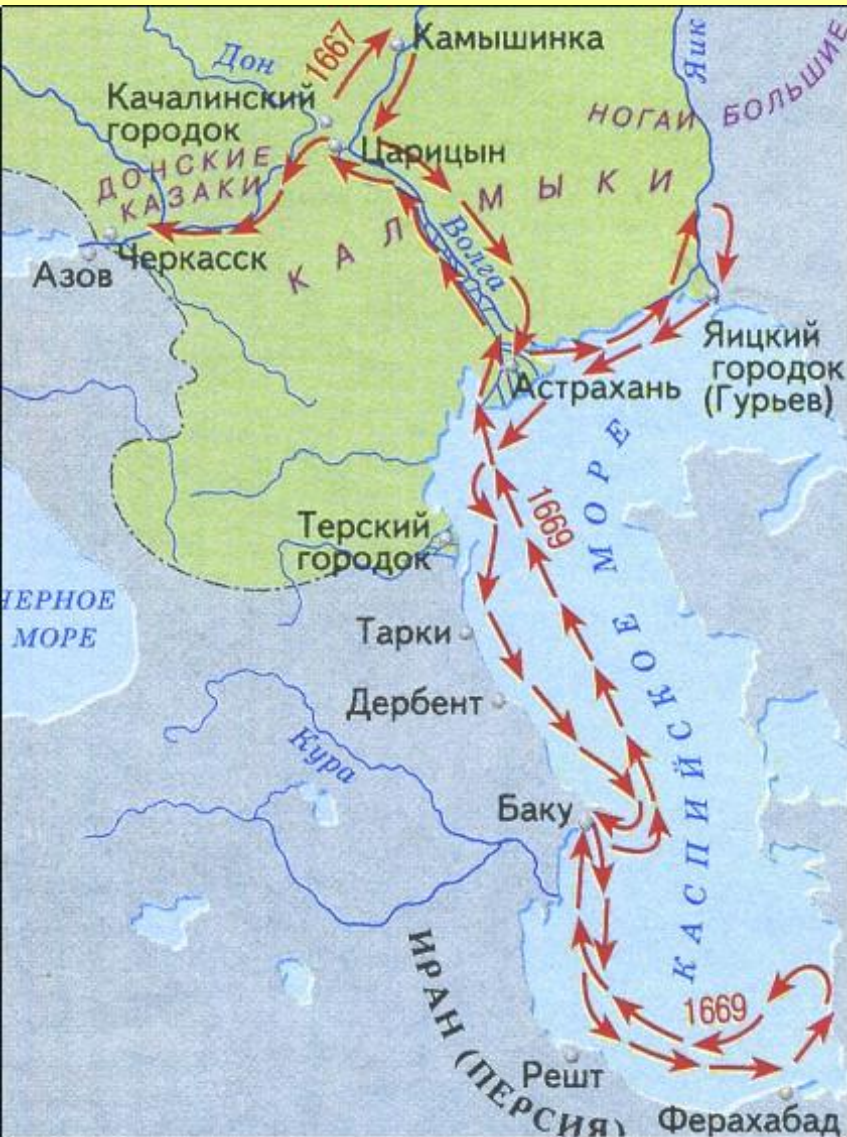 Камышинка
1667
Дон
Яик
Качалинский
городок
НОГАИ БОЛЬШИЕ
Царицын
ДОНСКИЕ
КАЗАКИ
КАЛМЫКИ
Волга
Азов
Черкасск
Яицкий
городок
(Гурьев)
Астрахань
1669
Терский
городок
КАСПИЙСКОЕ МОРЕ
ЧЕРНОЕ
МОРЕ
Тарки
Дербент
Кура
Баку
ИРАН (ПЕРСИЯ)
1669
Решт
Ферахабад